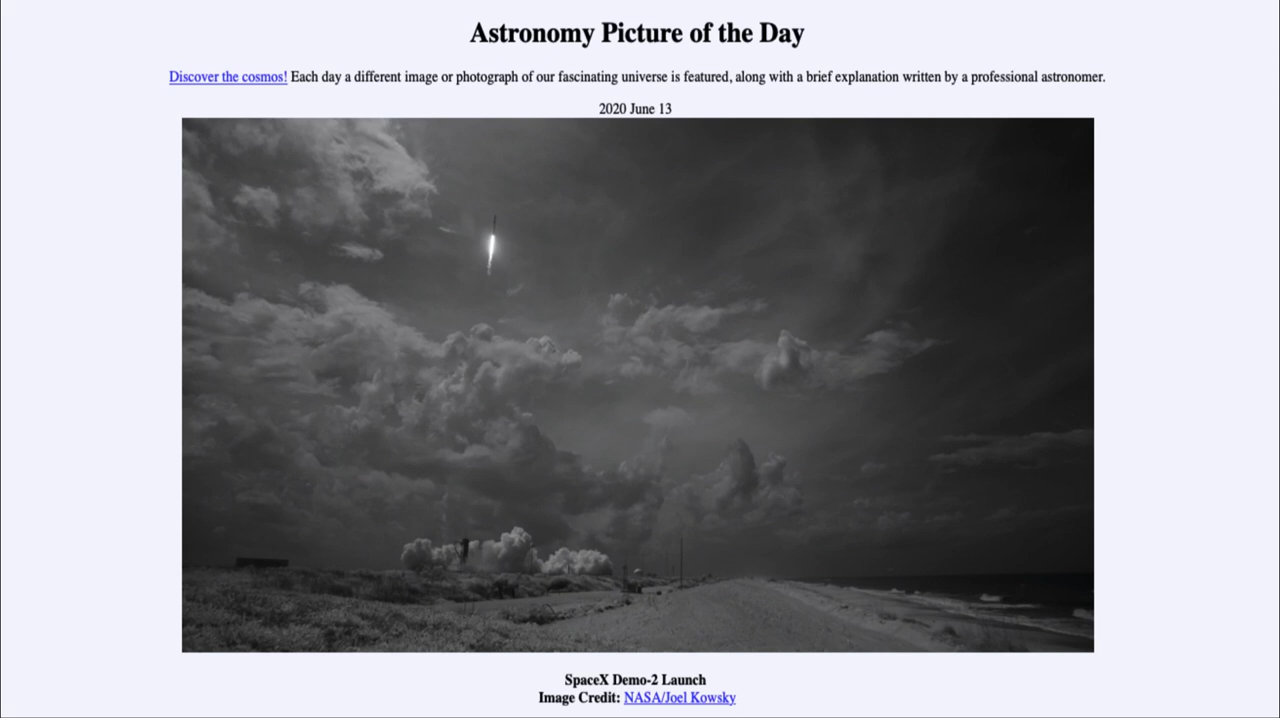 Astronomy Picture of the Day
Discover the cosmos! Each day a different image or photograph of our fascinating universe is featured, along with a brief explanation written by a professional astronomer.
2020 June 13
SpaceX Demo-2 Launch
Image Credit: NASA/Joel Kowsky